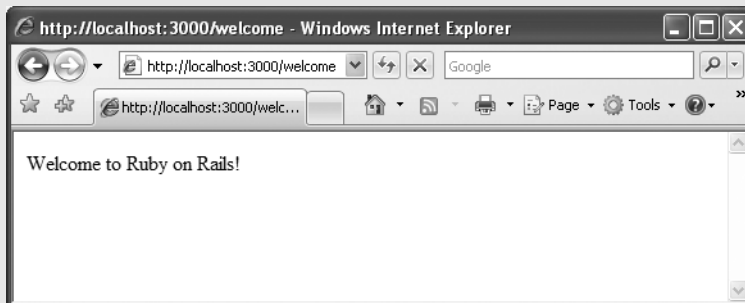 http://localhost:3000/welcome - Windows Internet Explorer
http://localhost:3000/welcome
Google
http://localhost:3000/welc...
Page
Tools
Welcome to Ruby on Rails!